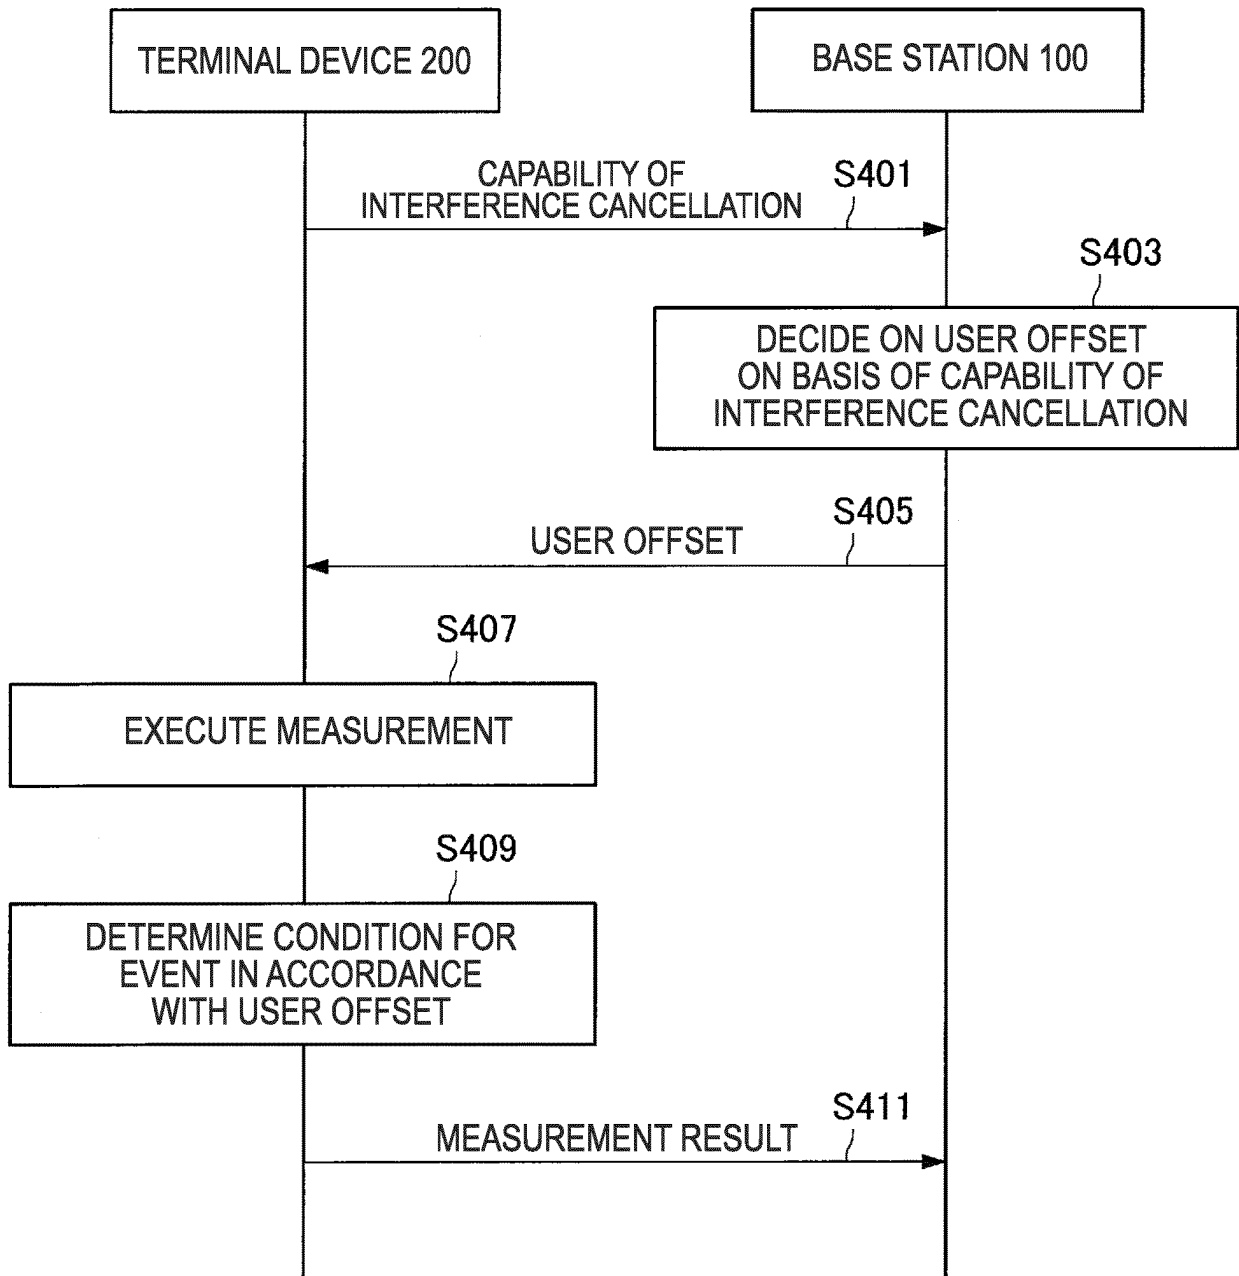 TERMINAL DEVICE 200
BASE STATION 100
CAPABILITY OF
INTERFERENCE CANCELLATION
S401
S403
DECIDE ON USER OFFSET
ON BASIS OF CAPABILITY OF
INTERFERENCE CANCELLATION
S405
USER OFFSET
S407
EXECUTE MEASUREMENT
S409
DETERMINE CONDITION FOR
EVENT IN ACCORDANCE
WITH USER OFFSET
S411
MEASUREMENT RESULT